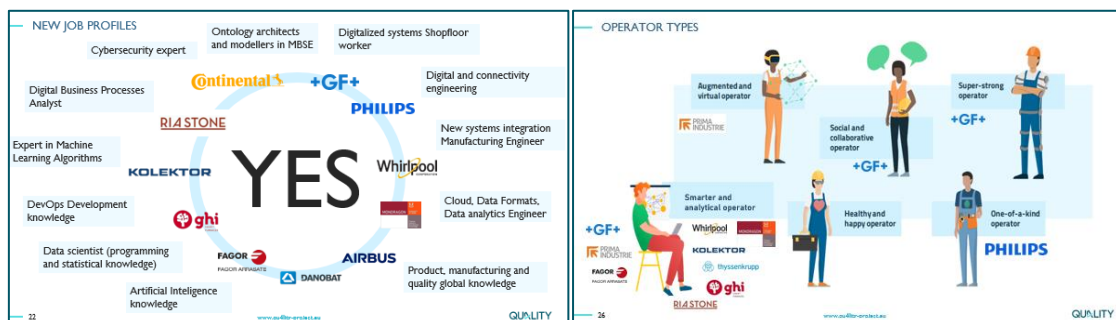 NEW JOB PROFILES
Ontology architects
and modellers in MBSE
Digitalized systems Shopfloor
worker
Cybersecurity expert
Continental
+GF+
Digital and connectivity
engineering
Digital Business Processes
Analyst
PHILIPS
RIA STONE
New systems integration
Manufacturing Engineer
Expert in Machine
Learning Algorithms
KOLEKTOR
YES
Whirlpool
DevOps Development
knowledge
ghi
MONDRAGON
Cloud, Data Formats,
Data analytics Engineer
Data scientist (programming
and statistical knowledge)
FAGOR
FAGOR ARRASATE
DANOBAT
AIRBUS
Product, manufacturing and
quality global knowledge
Artificial Inteligence
knowledge
22
www.qu4lity-project.eu
QUALITY
OPERATOR TYPES
Augmented and
virtual operator
PRIMA
INDUSTRIE
Social and
collaborative
operator
+GF+
Super-strong
operator
+GF+
Smarter and
analytical operator
+GF+
PRIMA
INDUSTRIE
FAGOR
FAGOR ARRASATE
Whirlpool
MONDRAGON
KOLEKTOR
thyssenkrupp
ghi
RIA STONE
Healthy and
happy operator
One-of-a-kind
operator
PHILIPS
26
www.qu4lity-project.eu
QUALITY